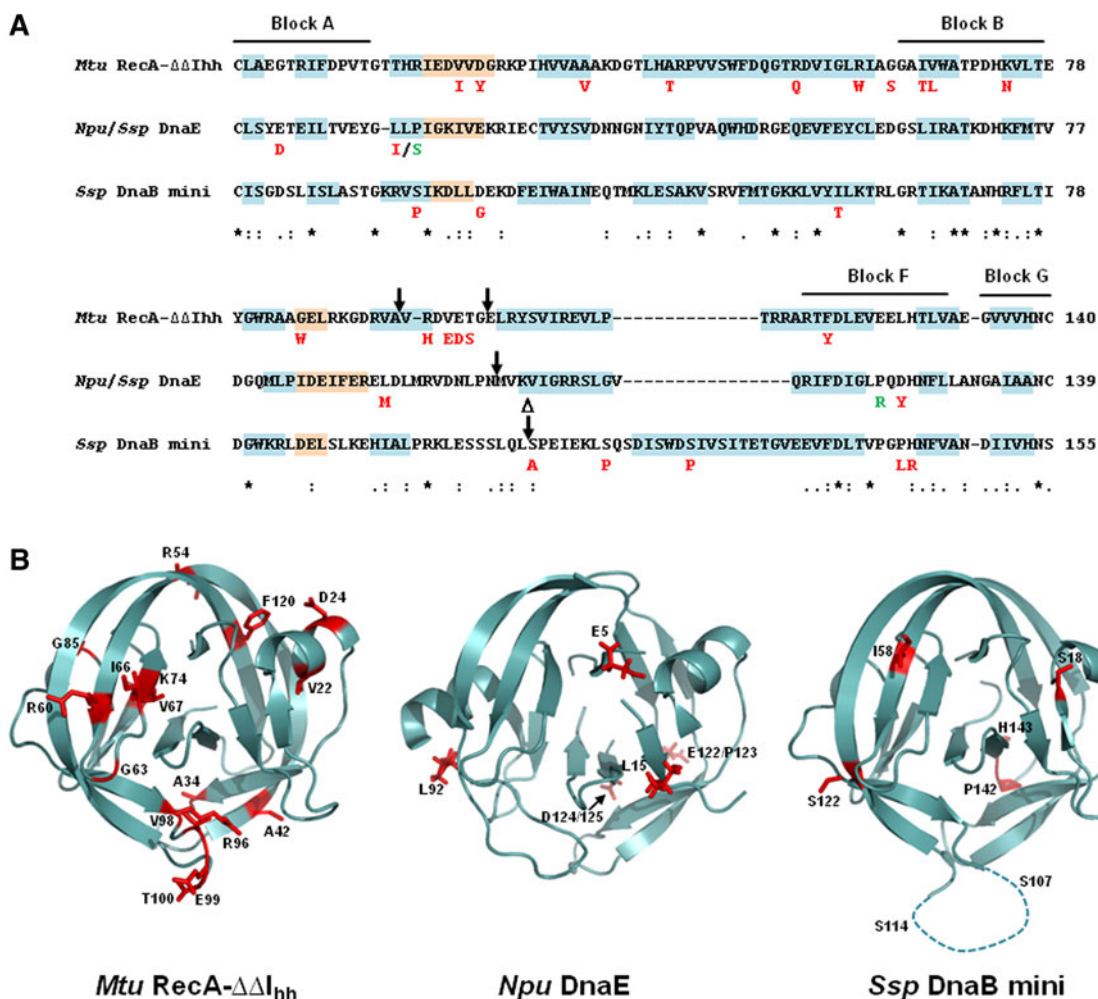 A
Block A Block B
Mtu RecA-ΔΔIhh CLAEGTRIFDPVTGTTHRIEDVVDGRKPIHVVAAAKDGTLHARPVVSWFDQGTRDVIGLRIAGGAIVWATPDHKVLTE 78
I Y V T Q W S TL N
Npu/Ssp DnaE CLSYETEILTVEYG-LLPIGKIVEKRIECTVYSVDNNGNIYTQPVAQWHDRGEQEVFEYCLEDGSLIRATKDHKFMTV 77
D I/S
Ssp DnaB mini CISGDSLISLASTGKRVSIKDLLDEKDFEIWAINEQTMKLESAKVSRVFMTGKKLVYILKTRLGRTIKATANHRFLTI 78
P G T
*:: .: * * * .:: : : .: * . * : * * : ** :* .:: *
Block F Block G
Mtu RecA-ΔΔIhh YGWRAAGELRKGDRVAAV-RDVETGELRYSVIREVLP--------------TRRARTFDLEVEELHTLVAE-GVVVHNC 140
W H EDS Y
Npu/Ssp DnaE DGQMLPIDEIFERELDLMRVDNLPNMVKVKVIGRRSLGV--------------QRIFDIGLPQDHNFLLANGAIAANC 139
M R Y
Δ
Ssp DnaB mini DGWKRLDELSLKEHIALPRKLESSSLQLSPEIEKLSQSDISWDSIVSITETGVEEVFDLTVPGPHNFVAN-DIIVHNS 155
A P P LR
* : .: : * : :: : ..: * : * .: : . : .. : *.
B
R54
F120 D24
G85
I66
K74
R60 V67 V22
G63
A34
V98
A42
R96
T100 E99
E5
L15 E122/P123
L92
D124/125
I58 S18
H143
S122 P142
S107
S114
Mtu RecA-ΔΔIhh Npu DnaE Ssp DnaB mini